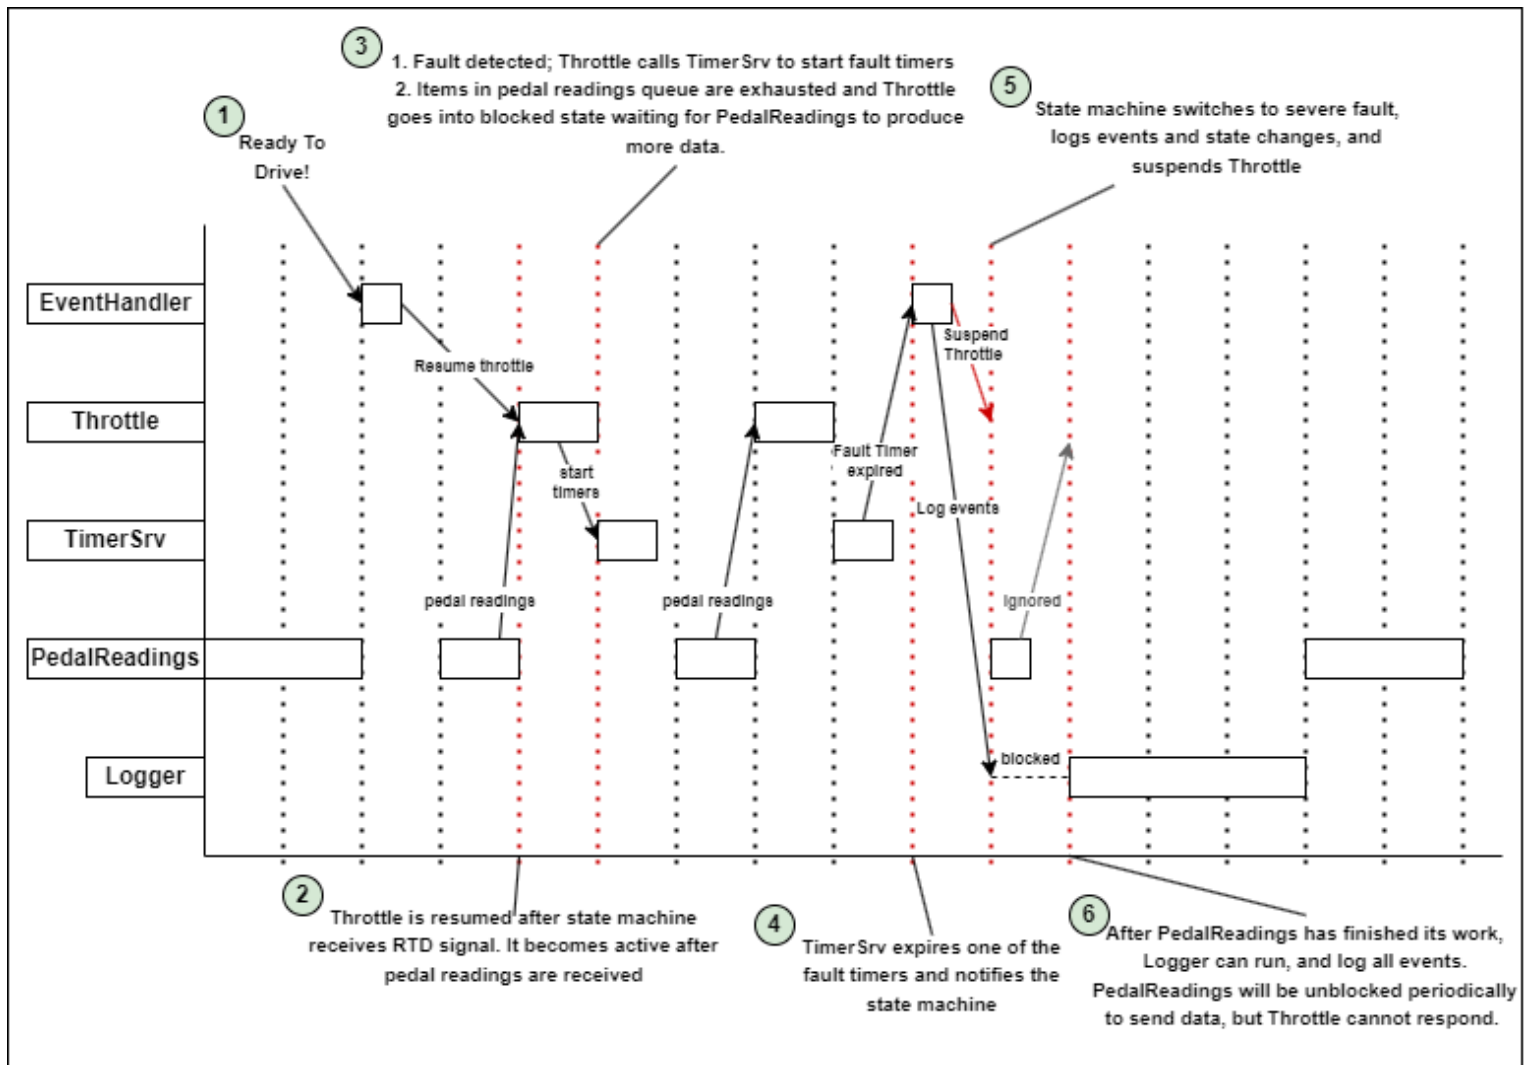 3
1. Fault detected; Throttle calls TimerSrv to start fault timers
2. Items in pedal readings queue are exhausted and Throttle
goes into blocked state waiting for PedalReadings to produce
more data.
1
Ready To
Drive!
5
State machine switches to severe fault,
logs events and state changes, and
suspends Throttle
EventHandler
Resume throttle
Suspend
Throttle
Throttle
start
timers
Fault Timer
expired
Log events
TimerSrv
pedal readings
pedal readings
ignored
PedalReadings
Logger
blocked
2
Throttle is resumed after state machine
receives RTD signal. It becomes active after
pedal readings are received
4
TimerSrv expires one of the
fault timers and notifies the
state machine
6
After PedalReadings has finished its work,
Logger can run, and log all events.
PedalReadings will be unblocked periodically
to send data, but Throttle cannot respond.